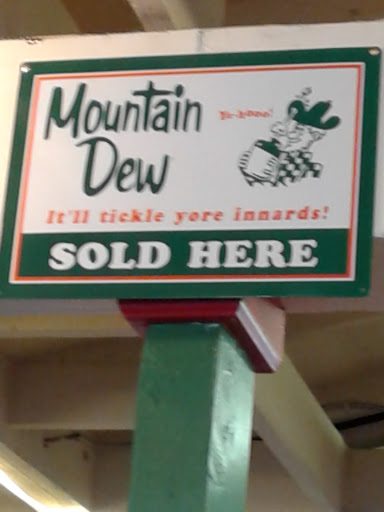 Mountain
Ya-hooo!
Dew
It'll tickle yore innards!
SOLD HERE